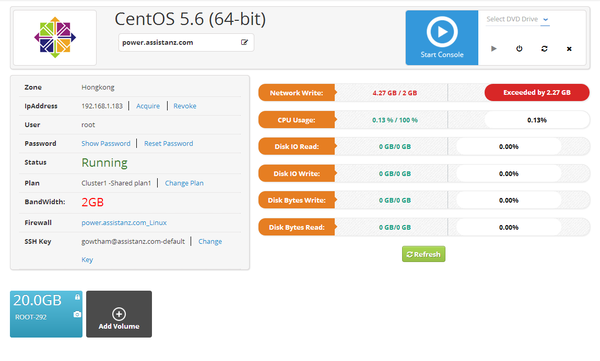 CentOS 5.6 (64-bit)
power.assistanz.com
Start Console
Select DVD Drive
Zone Hongkong
IpAddress 192.168.1.183 | Acquire | Revoke
User root
Password Show Password | Reset Password
Status Running
Plan Cluster1 -Shared plan1 | Change Plan
BandWidth: 2GB
Firewall power.assistanz.com_Linux
SSH Key gowtham@assistanz.com-default | Change
Key
Network Write: 4.27 GB / 2 GB Exceeded by 2.27 GB
CPU Usage: 0.13 % / 100 % 0.13%
Disk IO Read: 0 GB/0 GB 0.00%
Disk IO Write: 0 GB/0 GB 0.00%
Disk Bytes Write: 0 GB/0 GB 0.00%
Disk Bytes Read: 0 GB/0 GB 0.00%
Refresh
20.0GB
ROOT-292
Add Volume